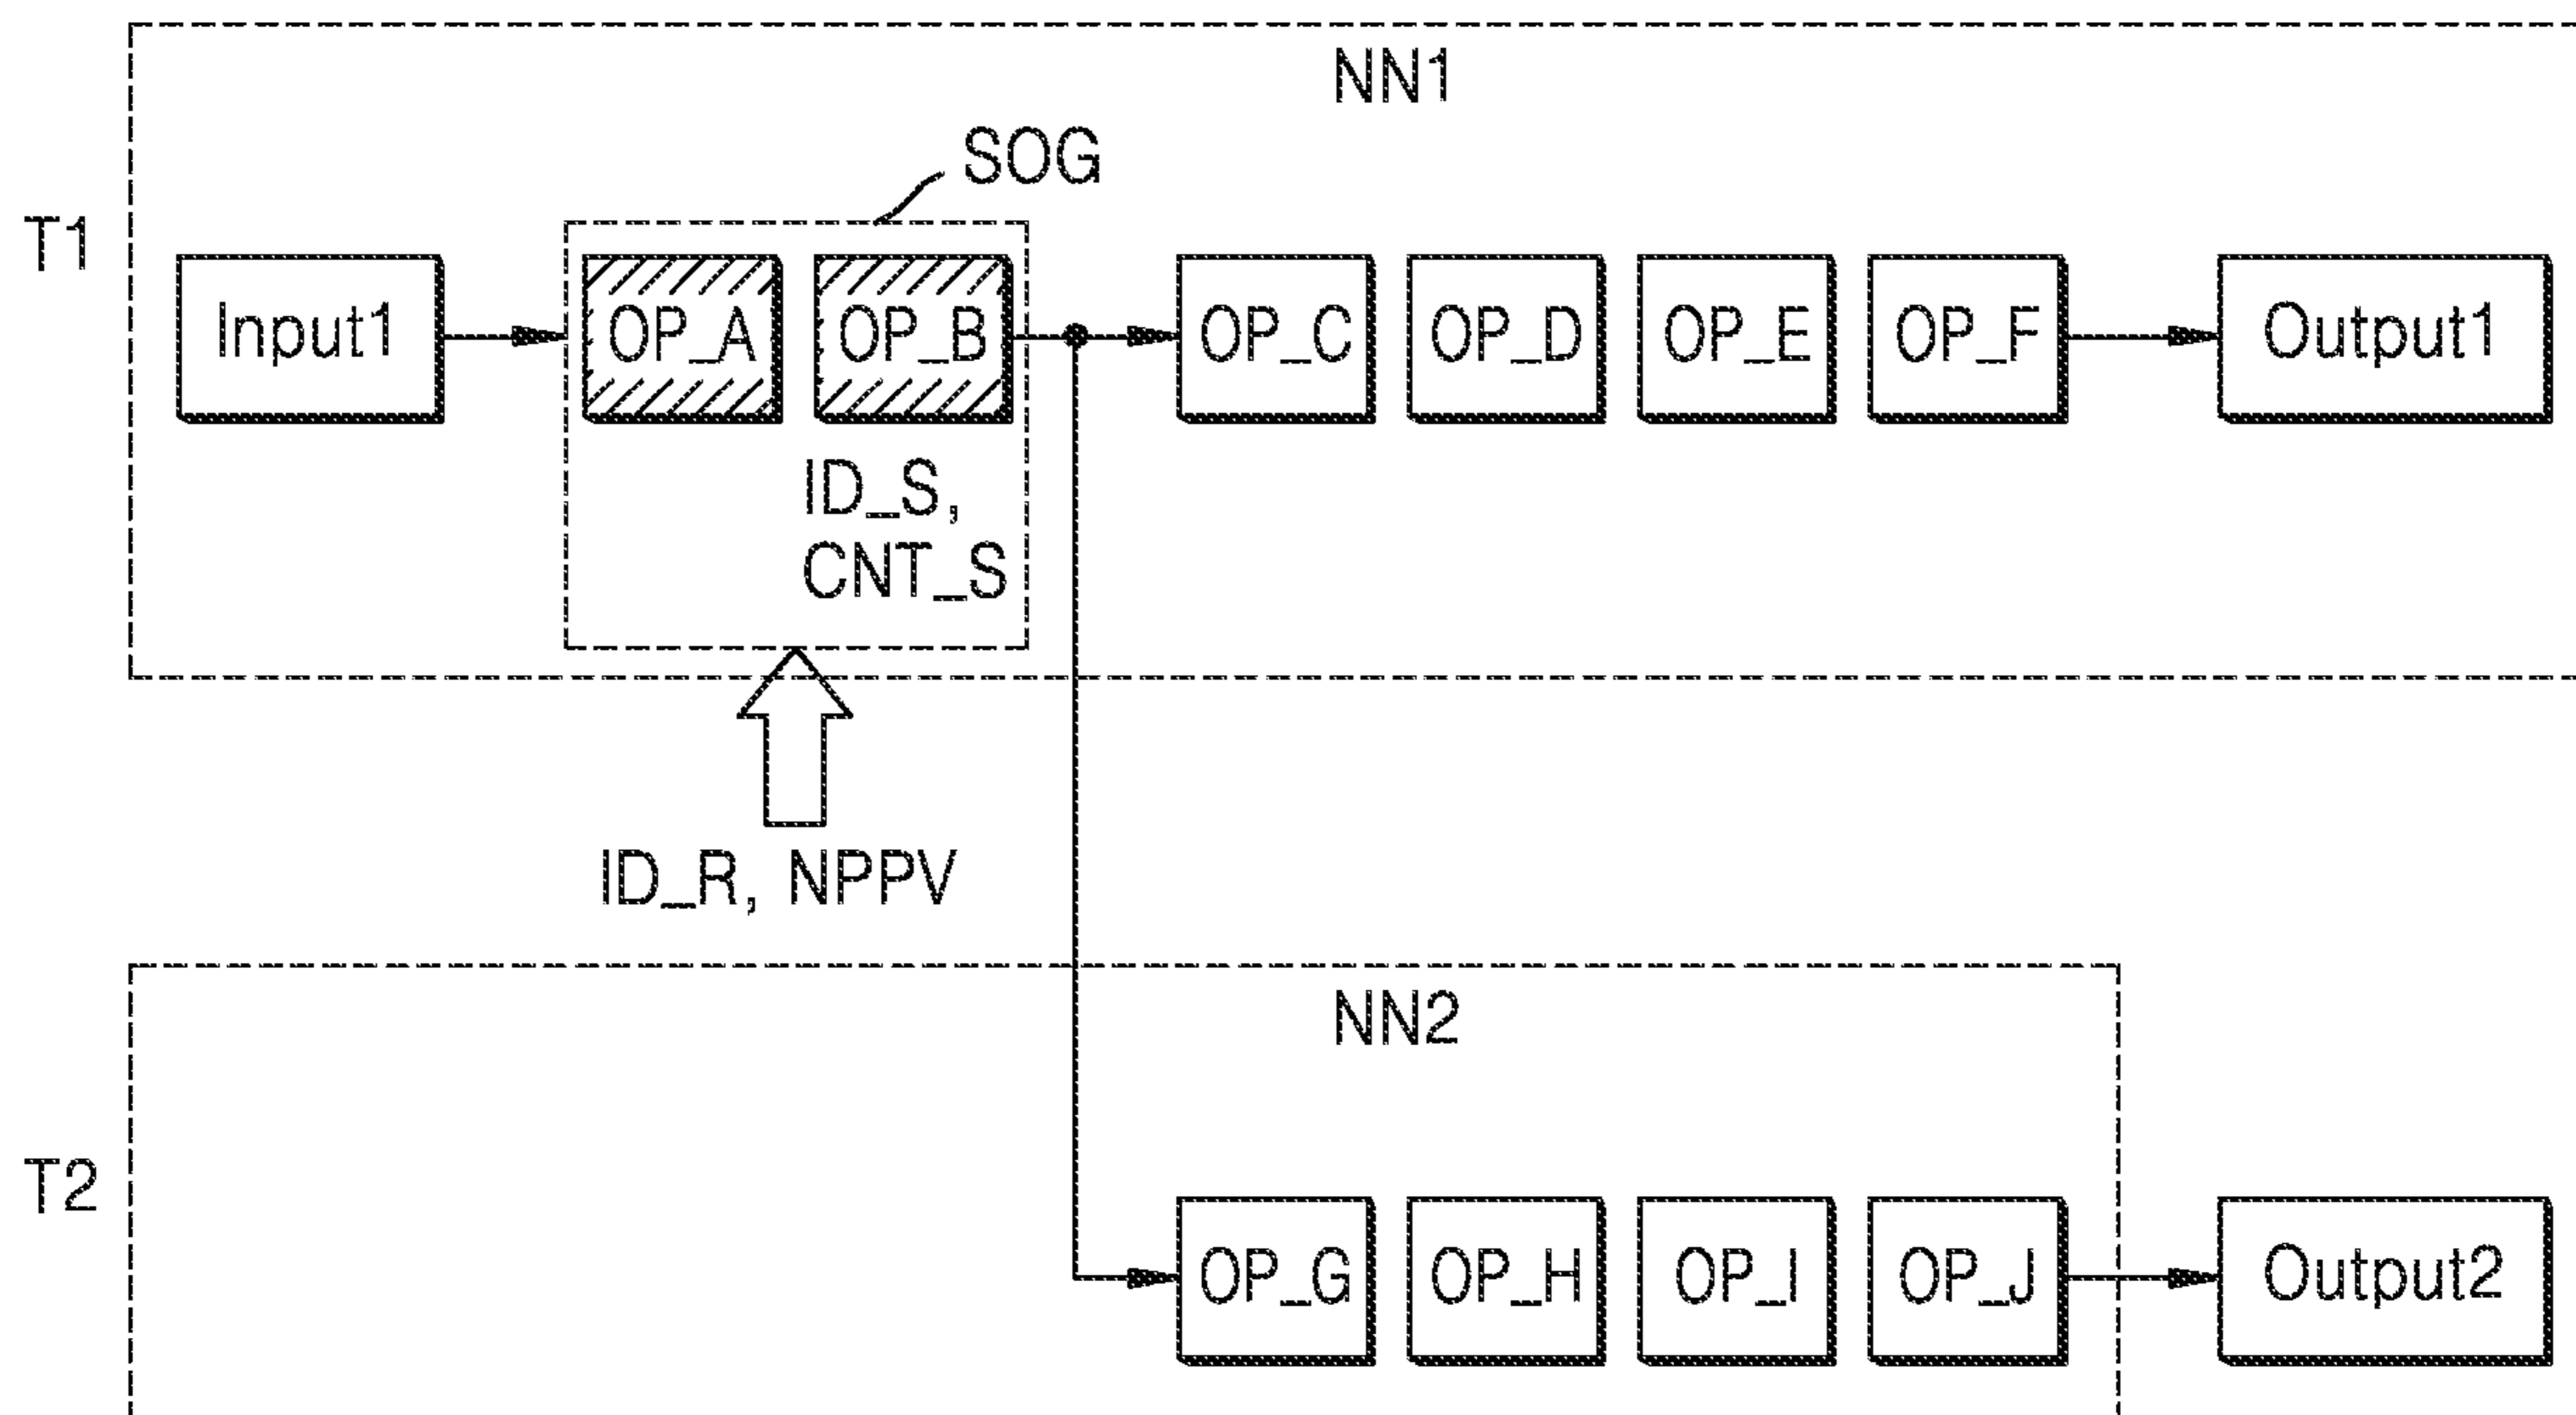 NN1
SOG
T1
Input1
OP_A
OP_B
OP_C
OP_D
OP_E
OP_F
Output1
ID_S,
CNT_S
ID_R, NPPV
NN2
T2
OP_G
OP_H
OP_I
OP_J
Output2